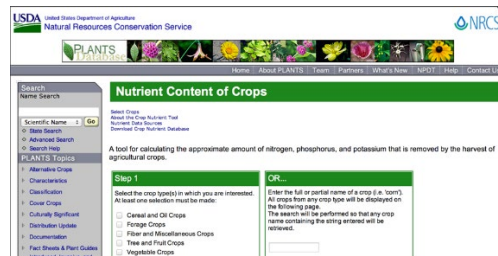 USDA United States Department of Agriculture
Natural Resources Conservation Service
NRCS
PLANTS
Database
Home | About PLANTS | Team | Partners | What's New | NPDT | Help | Contact Us
Search
Name Search
Scientific Name
Go
State Search
Advanced Search
Search Help
PLANTS Topics
Alternative Crops
Characteristics
Classification
Cover Crops
Culturally Significant
Distribution Update
Documentation
Fact Sheets & Plant Guides
Nutrient Content of Crops
Select Crops
About the Crop Nutrient Tool
Nutrient Data Sources
Download Crop Nutrient Database
A tool for calculating the approximate amount of nitrogen, phosphorus, and potassium that is removed by the harvest of
agricultural crops.
Step 1
Select the crop type(s) in which you are interested.
At least one selection must be made:
Cereal and Oil Crops
Forage Crops
Fiber and Miscellaneous Crops
Tree and Fruit Crops
Vegetable Crops
OR...
Enter the full or partial name of a crop (i.e. 'corn').
All crops from any crop type will be displayed on
the following page.
The search will be performed so that any crop
name containing the string entered will be
retrieved.